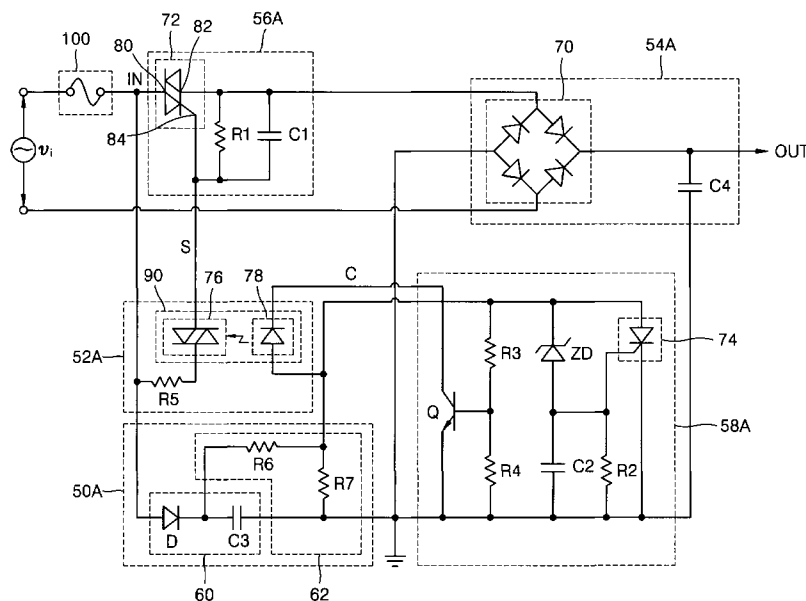 72 82 56A
100 80 IN
70 54A
84 R1 C1
υi
OUT
C4
S
90 76 78 C
52A
R3 ZD 74
R5
Q
58A
R6 R4 C2 R2
50A R7
D C3
60 62